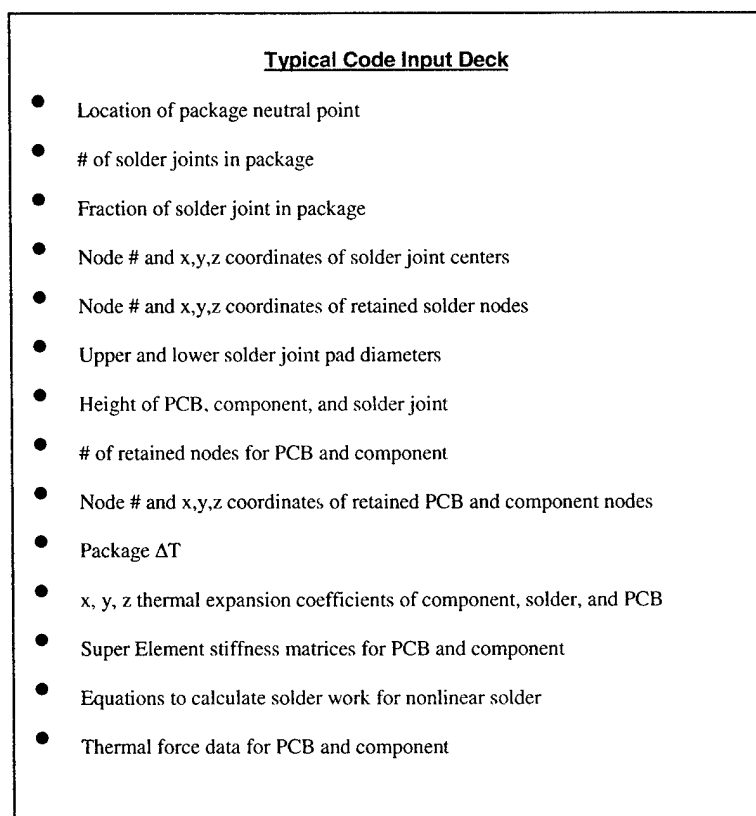 Typical Code Input Deck
● Location of package neutral point
● # of solder joints in package
● Fraction of solder joint in package
● Node # and x,y,z coordinates of solder joint centers
● Node # and x,y,z coordinates of retained solder nodes
● Upper and lower solder joint pad diameters
● Height of PCB, component, and solder joint
● # of retained nodes for PCB and component
● Node # and x,y,z coordinates of retained PCB and component nodes
● Package ΔT
● x, y, z thermal expansion coefficients of component, solder, and PCB
● Super Element stiffness matrices for PCB and component
● Equations to calculate solder work for nonlinear solder
● Thermal force data for PCB and component